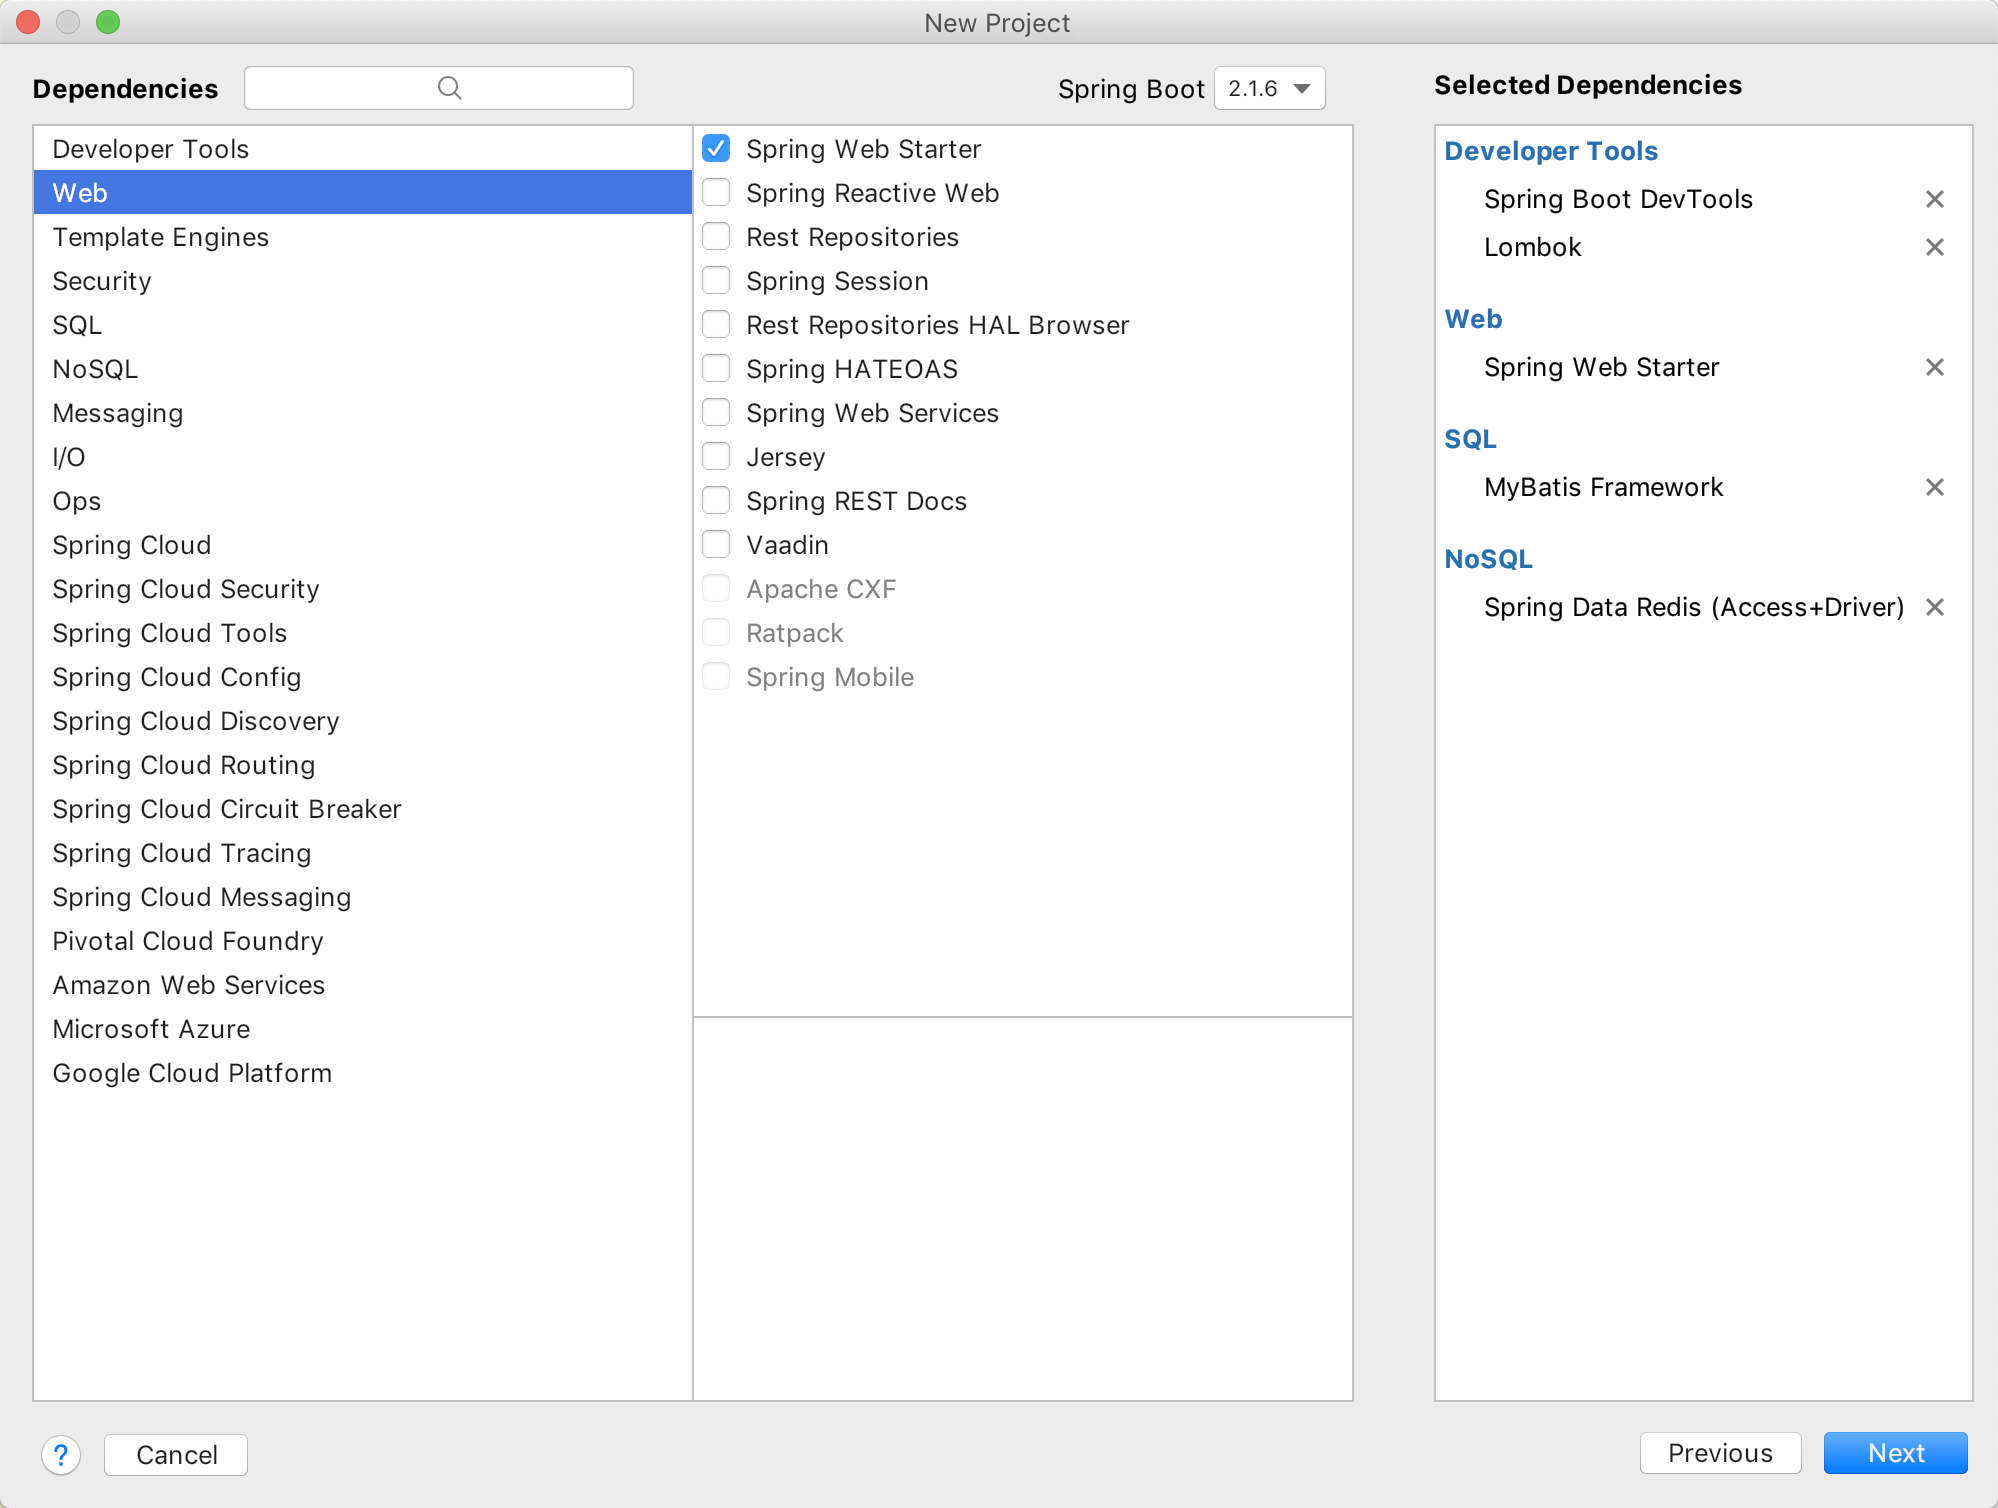 New Project
Dependencies
Spring Boot 2.1.6
Developer Tools
Web
Template Engines
Security
SQL
NoSQL
Messaging
I/O
Ops
Spring Cloud
Spring Cloud Security
Spring Cloud Tools
Spring Cloud Config
Spring Cloud Discovery
Spring Cloud Routing
Spring Cloud Circuit Breaker
Spring Cloud Tracing
Spring Cloud Messaging
Pivotal Cloud Foundry
Amazon Web Services
Microsoft Azure
Google Cloud Platform
Spring Web Starter
Spring Reactive Web
Rest Repositories
Spring Session
Rest Repositories HAL Browser
Spring HATEOAS
Spring Web Services
Jersey
Spring REST Docs
Vaadin
Apache CXF
Ratpack
Spring Mobile
Selected Dependencies
Developer Tools
Spring Boot DevTools
Lombok
Web
Spring Web Starter
SQL
MyBatis Framework
NoSQL
Spring Data Redis (Access+Driver)
?
Cancel
Previous
Next